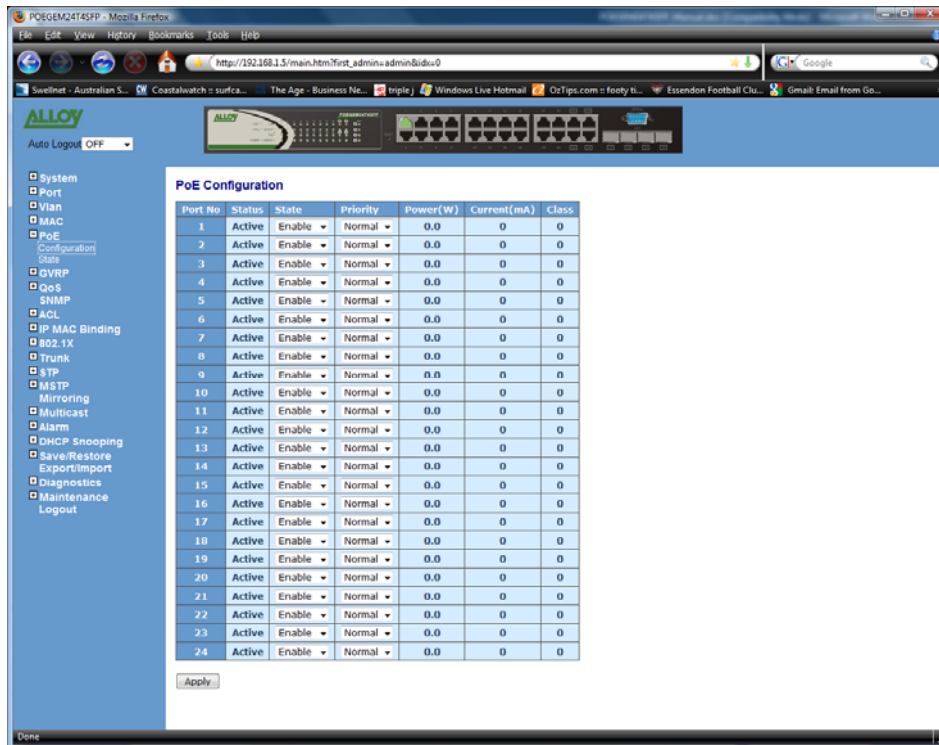 POEGEM24T4SFP - Mozilla Firefox
File Edit View History Bookmarks Tools Help
http://192.168.1.5/main.htm?first_admin=admin&idx=0
Google
Swellnet - Australian S... Coastalwatch :: surfca... The Age - Business Ne... triple j Windows Live Hotmail OzTips.com :: footy ti... Essendon Football Clu... Gmail: Email from Go...
ALLOY
Auto Logout OFF
ALLOY
System
Port
Vlan
MAC
PoE
Configuration
State
GVRP
QoS
SNMP
ACL
IP MAC Binding
802.1X
Trunk
STP
MSTP
Mirroring
Multicast
Alarm
DHCP Snooping
Save/Restore
Export/Import
Diagnostics
Maintenance
Logout
PoE Configuration
Port No Status State Priority Power(W) Current(mA) Class
1 Active Enable Normal 0.0 0 0
2 Active Enable Normal 0.0 0 0
3 Active Enable Normal 0.0 0 0
4 Active Enable Normal 0.0 0 0
5 Active Enable Normal 0.0 0 0
6 Active Enable Normal 0.0 0 0
7 Active Enable Normal 0.0 0 0
8 Active Enable Normal 0.0 0 0
9 Active Enable Normal 0.0 0 0
10 Active Enable Normal 0.0 0 0
11 Active Enable Normal 0.0 0 0
12 Active Enable Normal 0.0 0 0
13 Active Enable Normal 0.0 0 0
14 Active Enable Normal 0.0 0 0
15 Active Enable Normal 0.0 0 0
16 Active Enable Normal 0.0 0 0
17 Active Enable Normal 0.0 0 0
18 Active Enable Normal 0.0 0 0
19 Active Enable Normal 0.0 0 0
20 Active Enable Normal 0.0 0 0
21 Active Enable Normal 0.0 0 0
22 Active Enable Normal 0.0 0 0
23 Active Enable Normal 0.0 0 0
24 Active Enable Normal 0.0 0 0
Apply
Done